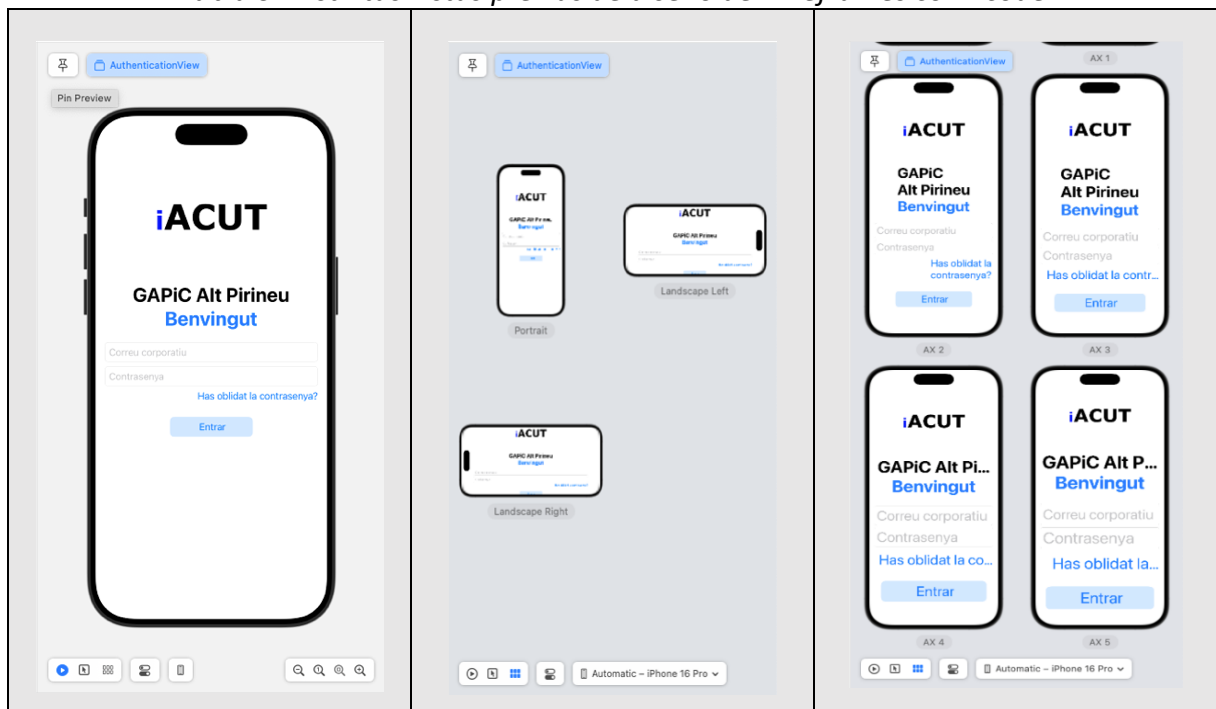 AuthenticationView
Pin Preview
iACUT
GAPiC Alt Pirineu
Benvingut
Correu corporatiu
Contrasenya
Has oblidat la contrasenya?
Entrar
AuthenticationView
iACUT
Benvingut
Portrait
iACUT
GAPiC Alt Pirineu
Benvingut
Landscape Left
iACUT
GAPiC Alt Pirineu
Benvingut
Landscape Right
Automatic – iPhone 16 Pro
AX 1
AuthenticationView
iACUT
GAPiC
Alt Pirineu
Benvingut
Correu corporatiu
Contrasenya
Has oblidat la
contrasenya?
Entrar
AX 2
iACUT
GAPiC
Alt Pirineu
Benvingut
Correu corporatiu
Contrasenya
Has oblidat la contr...
Entrar
AX 3
iACUT
GAPiC Alt Pi...
Benvingut
Correu corporatiu
Contrasenya
Has oblidat la co...
Entrar
AX 4
iACUT
GAPiC Alt P...
Benvingut
Correu corporatiu
Contrasenya
Has oblidat la...
Entrar
AX 5
Automatic – iPhone 16 Pro